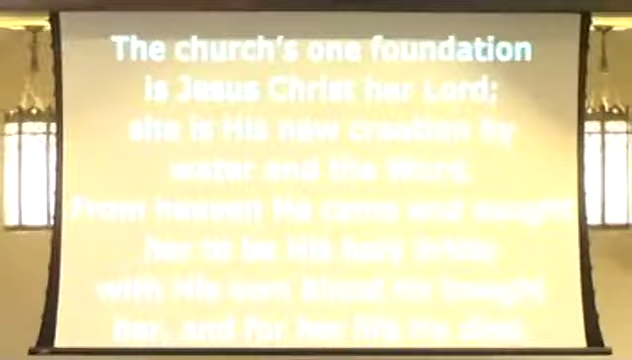 The church's one foundation
is Jesus Christ her Lord;
she is His new creation by
water and the Word.
From heaven He came and sought
her to be His holy bride;
with His own blood He bought
her, and for her life He died.